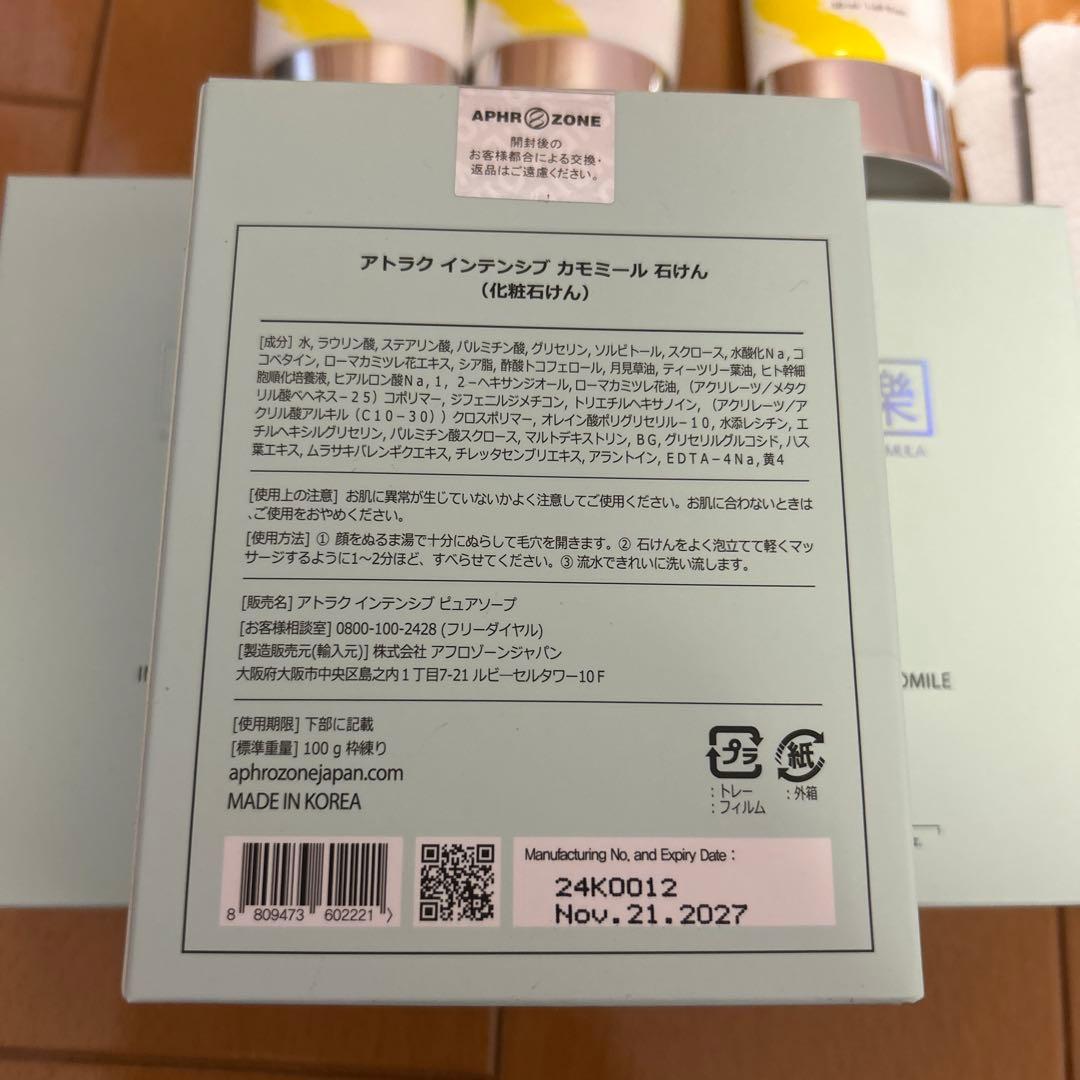 APHR ZONE
開封後の
お客様都合による交換・
返品はご遠慮ください。
アトラク インテンシブ カモミール 石けん
（化粧石けん）
[成分] 水, ラウリン酸, ステアリン酸, パルミチン酸, グリセリン, ソルビトール, スクロース, 水酸化Ｎａ, コ
コベタイン, ローマカミツレ花エキス, シア脂, 酢酸トコフェロール, 月見草油, ティーツリー葉油, ヒト幹細
胞順化培養液, ヒアルロン酸Ｎａ, １，２－ヘキサンジオール, ローマカミツレ花油, （アクリレーツ／メタク
リル酸ベヘネス－25）コポリマー, ジフェニルジメチコン, トリエチルヘキサノイン, （アクリレーツ／ア
クリル酸アルキル（Ｃ10－30））クロスポリマー, オレイン酸ポリグリセリル－10, 水添レシチン, エ
チルヘキシルグリセリン, パルミチン酸スクロース, マルトデキストリン, ＢＧ, グリセリルグルコシド, ハス
葉エキス, ムラサキバレンギクエキス, チレッタセンブリエキス, アラントイン, ＥＤＴＡ－4Ｎａ, 黄4
[使用上の注意] お肌に異常が生じていないかよく注意してご使用ください。お肌に合わないときは
、ご使用をおやめください。
[使用方法] ① 顔をぬるま湯で十分にぬらして毛穴を開きます。② 石けんをよく泡立てて軽くマッ
サージするように1～2分ほど、すべらせてください。③ 流水できれいに洗い流します。
[販売名] アトラク インテンシブ ピュアソープ
[お客様相談室] 0800-100-2428 (フリーダイヤル)
[製造販売元(輸入元)] 株式会社 アフロゾーンジャパン
大阪府大阪市中央区島之内１丁目7-21 ルビーセルタワー10Ｆ
[使用期限] 下部に記載
[標準重量] 100ｇ枠練り
aphrozonejapan.com
MADE IN KOREA
プラ
紙
：トレー
：フィルム
：外箱
Manufacturing No. and Expiry Date :
24K0012
Nov.21.2027
8 809473 602221
樂
OMILE